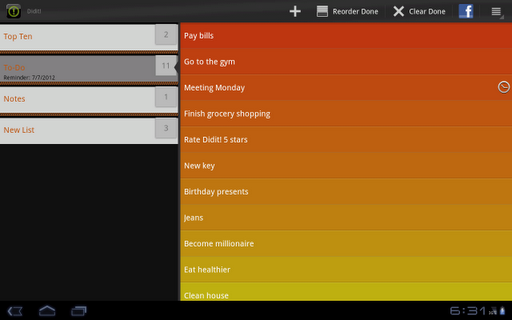 DidIt!
Reorder Done
Clear Done
Top Ten
2
To Do
11
Reminder: 7/7/2012
Notes
1
New List
3
Pay bills
Go to the gym
Meeting Monday
Finish grocery shopping
Rate Didit! 5 stars
New key
Birthday presents
Jeans
Become millionaire
Eat healthier
Clean house
6:31